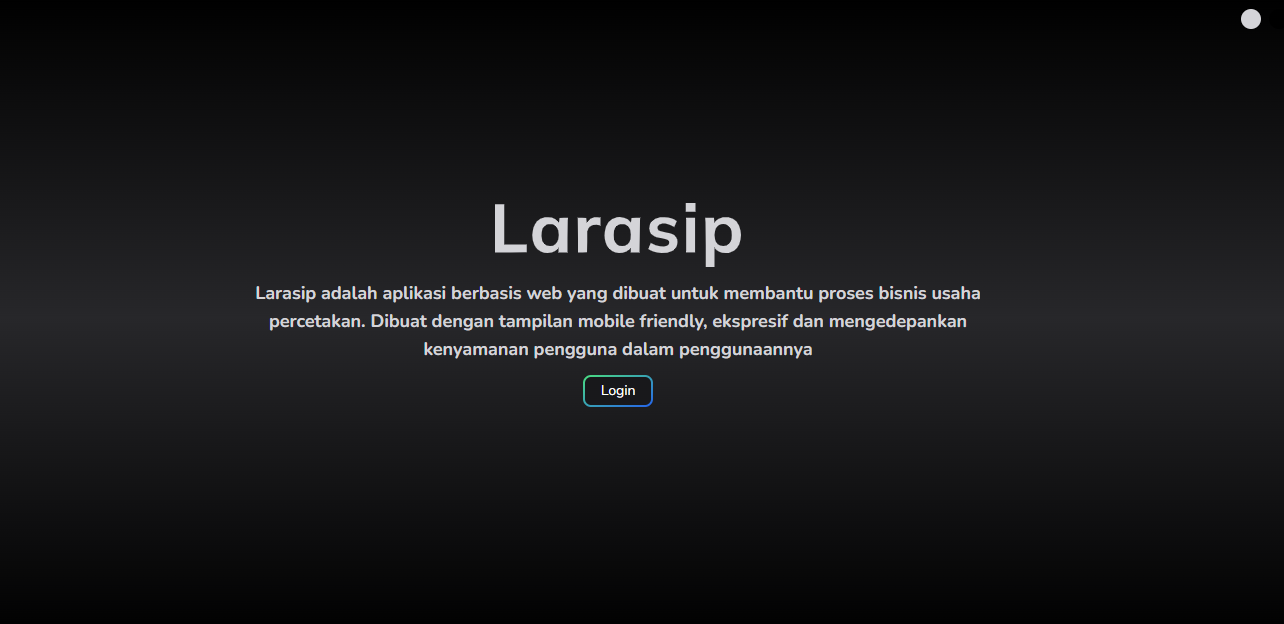 Larasip
Larasip adalah aplikasi berbasis web yang dibuat untuk membantu proses bisnis usaha
percetakan. Dibuat dengan tampilan mobile friendly, ekspresif dan mengedepankan
kenyamanan pengguna dalam penggunaannya
Login